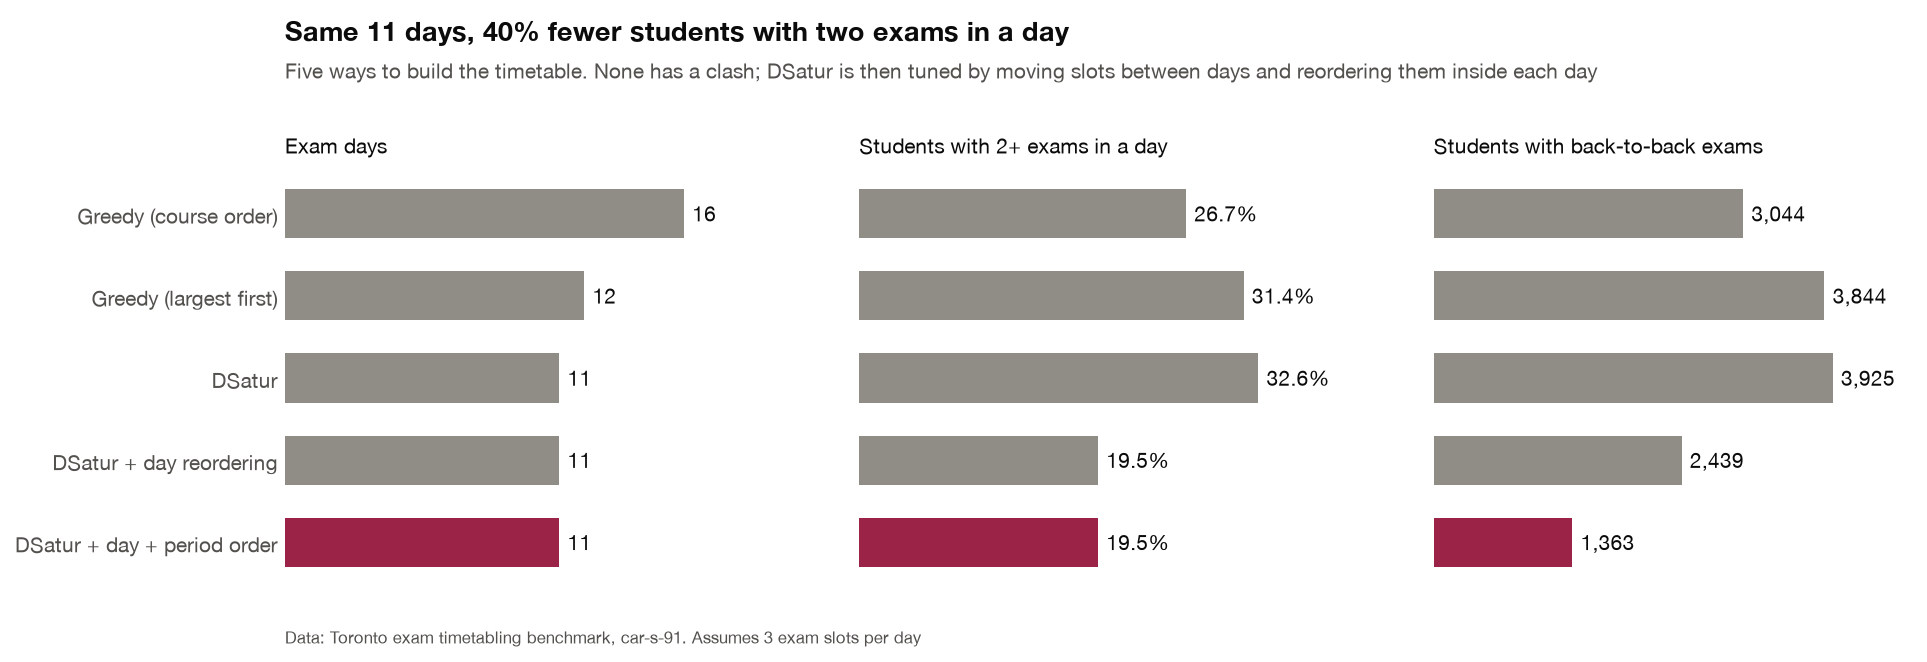 Same 11 days, 40% fewer students with two exams in a day
Five ways to build the timetable. None has a clash; DSatur is then tuned by moving slots between days and reordering them inside each day
Exam days
Students with 2+ exams in a day
Students with back-to-back exams
Greedy (course order)
16
26.7%
3,044
Greedy (largest first)
12
31.4%
3,844
DSatur
11
32.6%
3,925
DSatur + day reordering
11
19.5%
2,439
DSatur + day + period order
11
19.5%
1,363
Data: Toronto exam timetabling benchmark, car-s-91. Assumes 3 exam slots per day